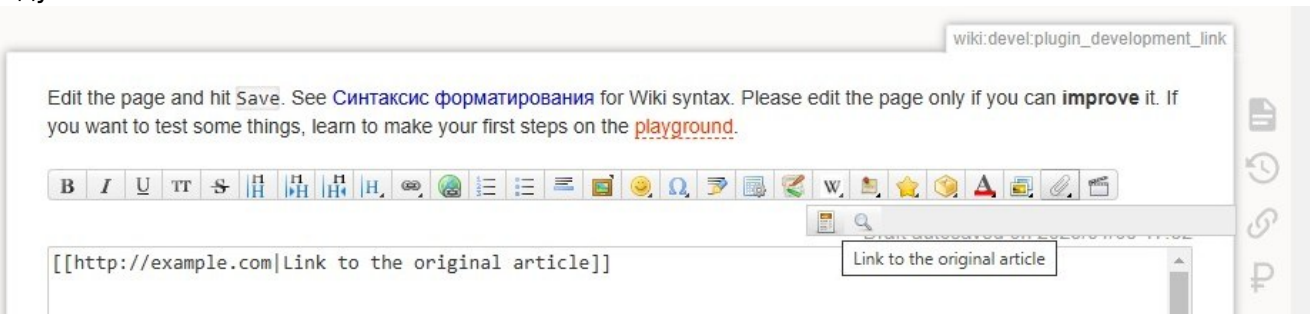 wiki:devel:plugin_development_link
Edit the page and hit Save. See Синтаксис форматирования for Wiki syntax. Please edit the page only if you can improve it. If
you want to test some things, learn to make your first steps on the playground.
B I U TT S H H H H W A
[[http://example.com|Link to the original article]]
Link to the original article